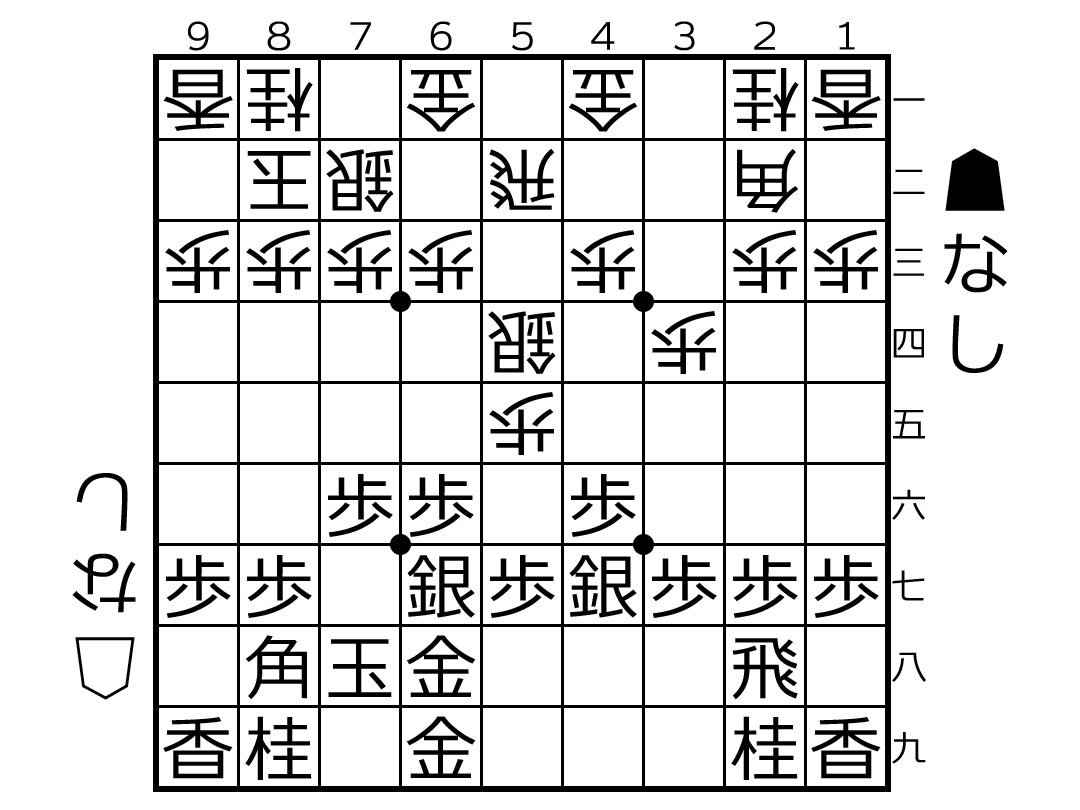 9 8 7 6 5 4 3 2 1
香 桂 金 金 桂 香 一
王 銀 飛 角 二
歩 歩 歩 歩 歩 歩 歩 三
銀 歩 四
歩 五
歩 歩 歩 六
歩 歩 銀 歩 銀 歩 歩 歩 七
角 玉 金 飛 八
香 桂 金 桂 香 九
☗なし
☖なし